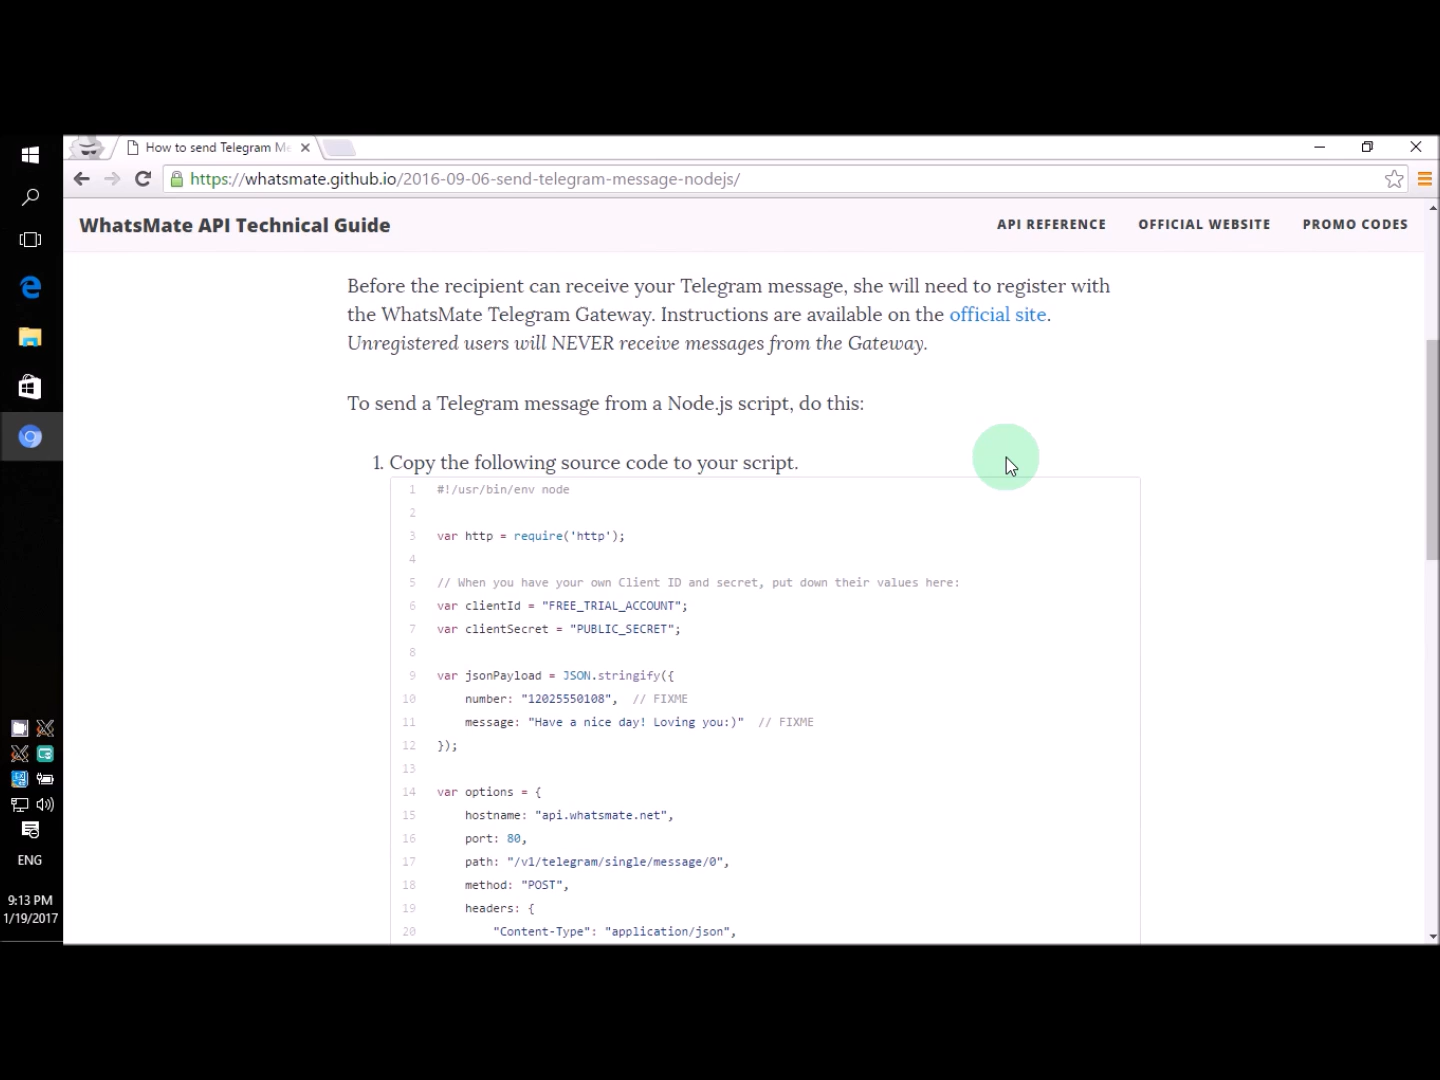 How to send Telegram Me
https://whatsmate.github.io/2016-09-06-send-telegram-message-nodejs/
WhatsMate API Technical Guide
API REFERENCE
OFFICIAL WEBSITE
PROMO CODES
Before the recipient can receive your Telegram message, she will need to register with
the WhatsMate Telegram Gateway. Instructions are available on the official site.
Unregistered users will NEVER receive messages from the Gateway.
To send a Telegram message from a Node.js script, do this:
1. Copy the following source code to your script.
1 #!/usr/bin/env node
2
3 var http = require('http');
4
5 // When you have your own Client ID and secret, put down their values here:
6 var clientId = "FREE_TRIAL_ACCOUNT";
7 var clientSecret = "PUBLIC_SECRET";
8
9 var jsonPayload = JSON.stringify({
10 number: "12025550108", // FIXME
11 message: "Have a nice day! Loving you:)" // FIXME
12 });
13
14 var options = {
15 hostname: "api.whatsmate.net",
16 port: 80,
17 path: "/v1/telegram/single/message/0",
18 method: "POST",
19 headers: {
20 "Content-Type": "application/json",
ENG
9:13 PM
1/19/2017